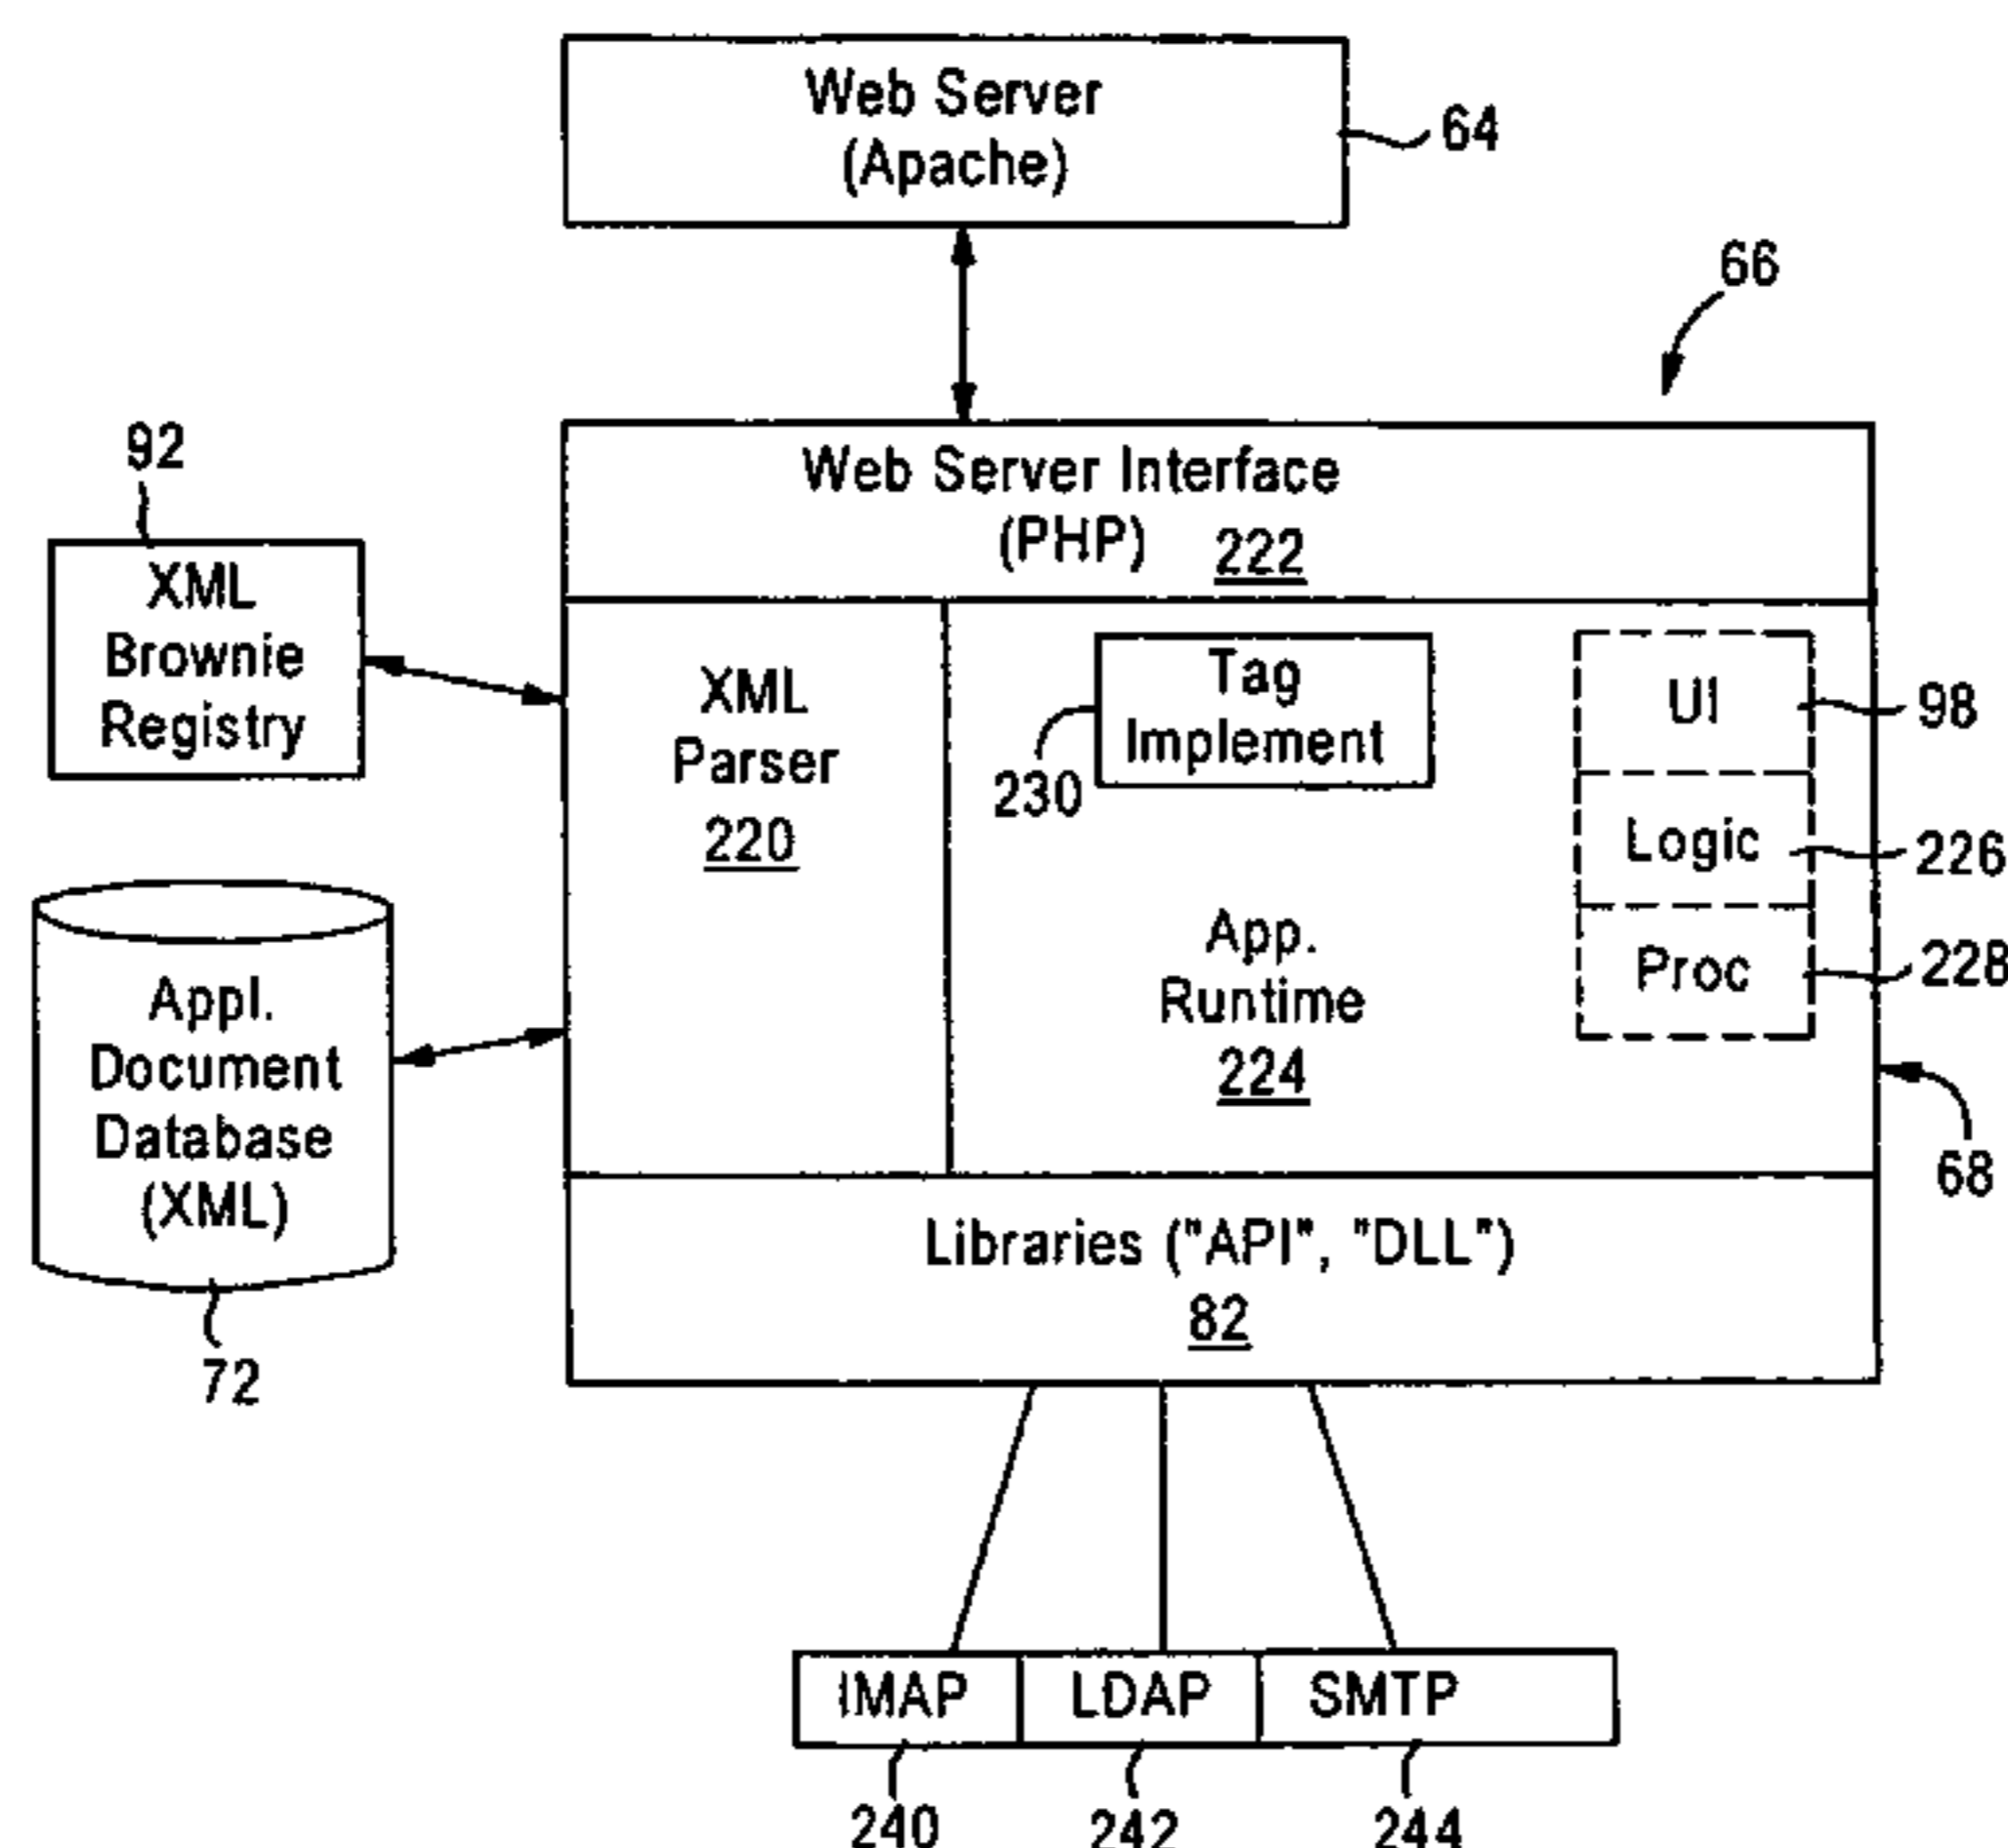 Web Server
(Apache)
64
66
92
Web Server Interface
(PHP) 222
XML
Brownie
Registry
XML
Parser
220
Tag
Implement
230
UI
98
Logic
226
Proc
228
App.
Runtime
224
68
Appl.
Document
Database
(XML)
72
Libraries ("API", "DLL")
82
IMAP
LDAP
SMTP
240
242
244